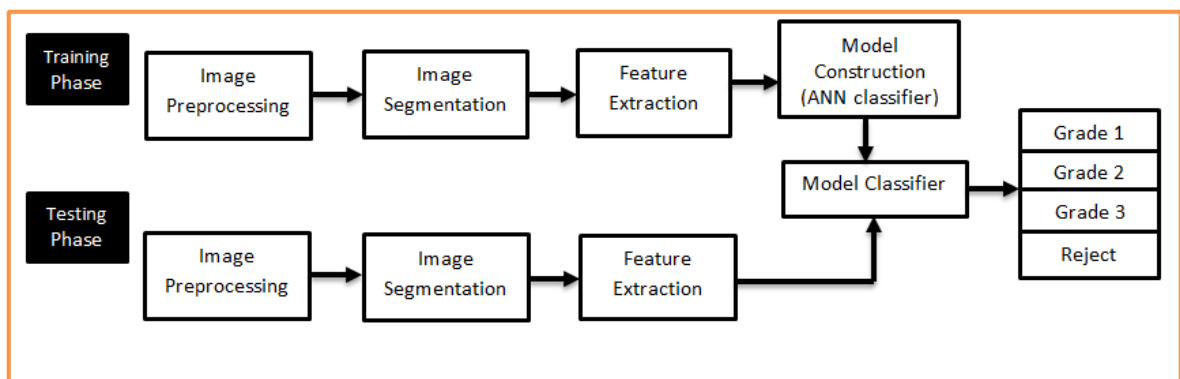 Training
Phase
Image
Preprocessing
Image
Segmentation
Feature
Extraction
Model
Construction
(ANN classifier)
Model Classifier
Grade 1
Grade 2
Grade 3
Reject
Testing
Phase
Image
Preprocessing
Image
Segmentation
Feature
Extraction